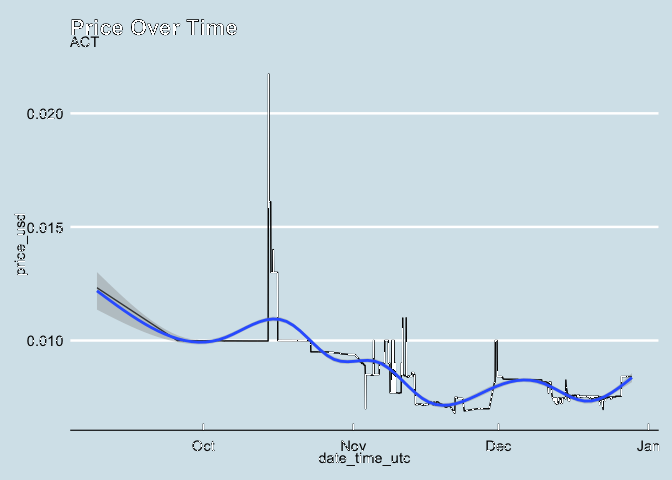 Price Over Time
ACT
0.020
0.015
0.010
price_usd
Oct
Nov
Dec
Jan
date_time_utc